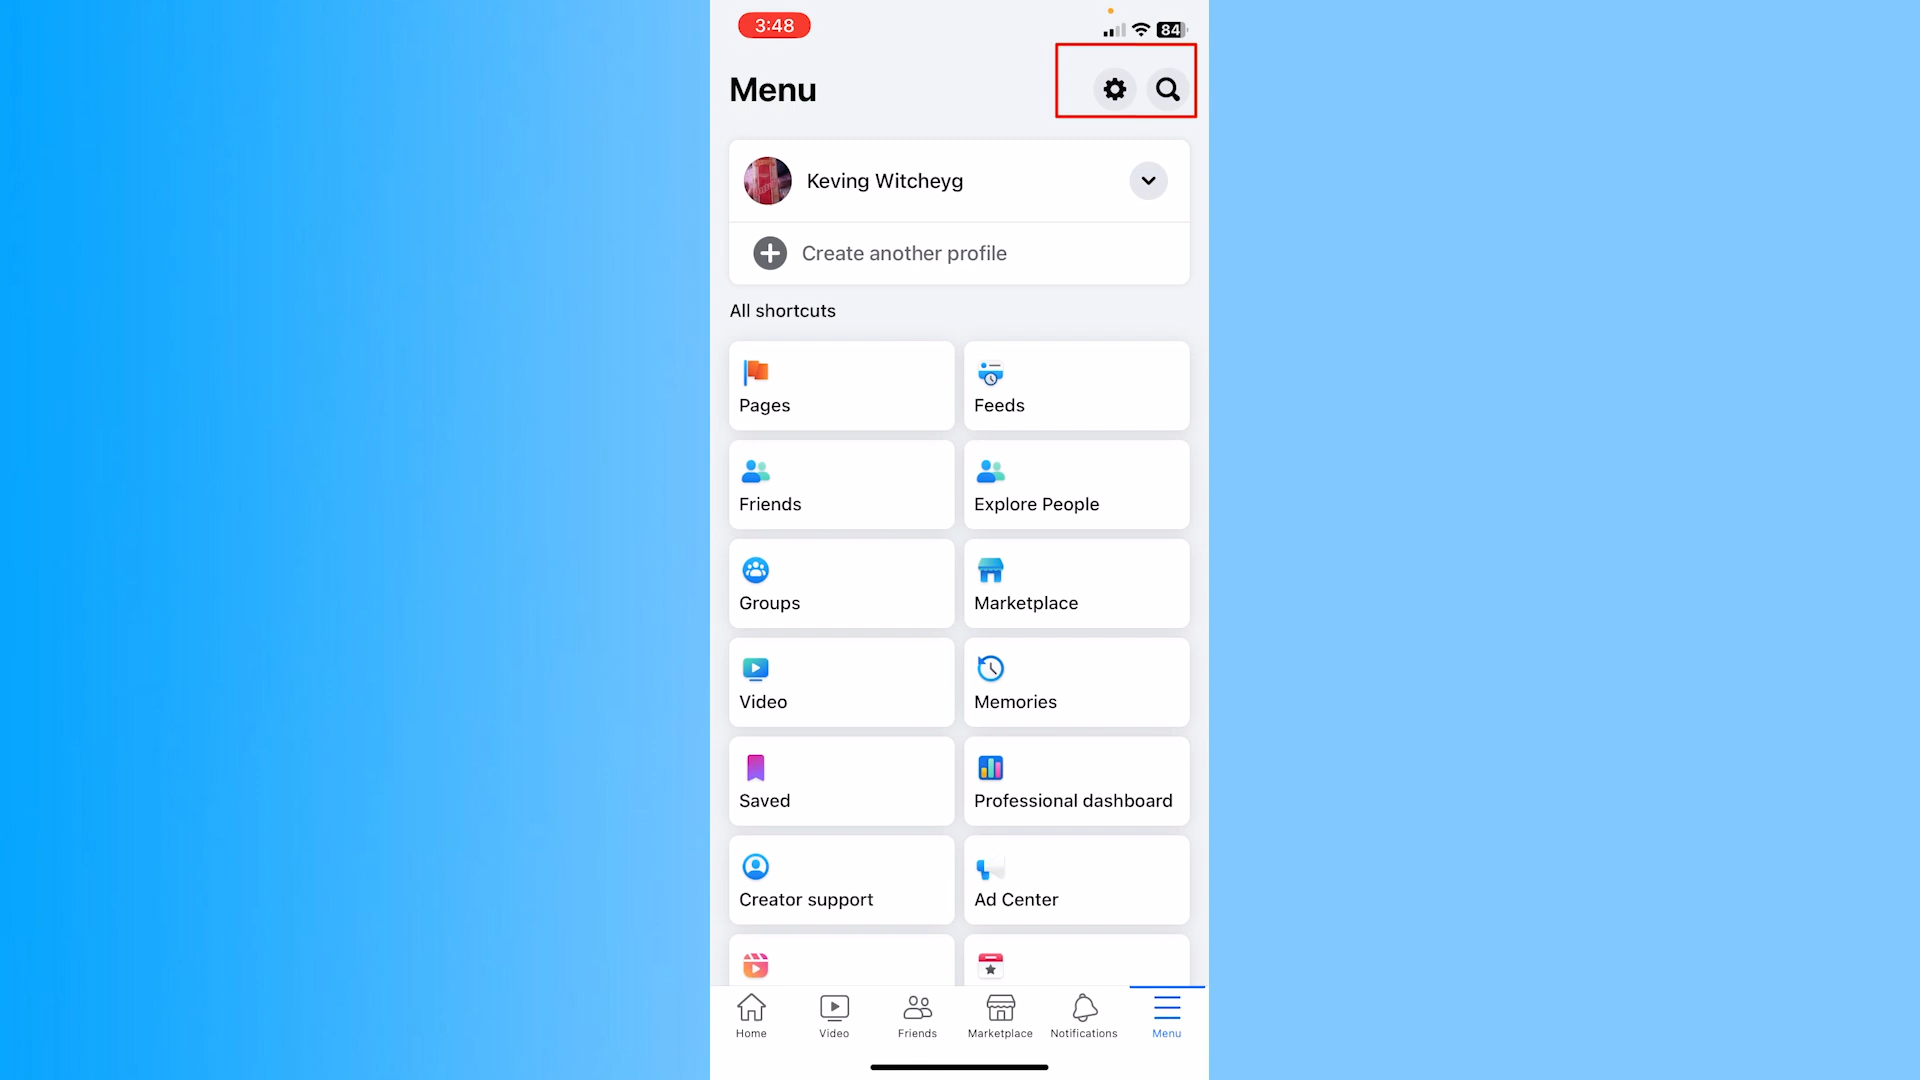 3:48
84
Menu
Keving Witcheyg
Create another profile
All shortcuts
Pages
Feeds
Friends
Explore People
Groups
Marketplace
Video
Memories
Saved
Professional dashboard
Creator support
Ad Center
Home
Video
Friends
Marketplace
Notifications
Menu